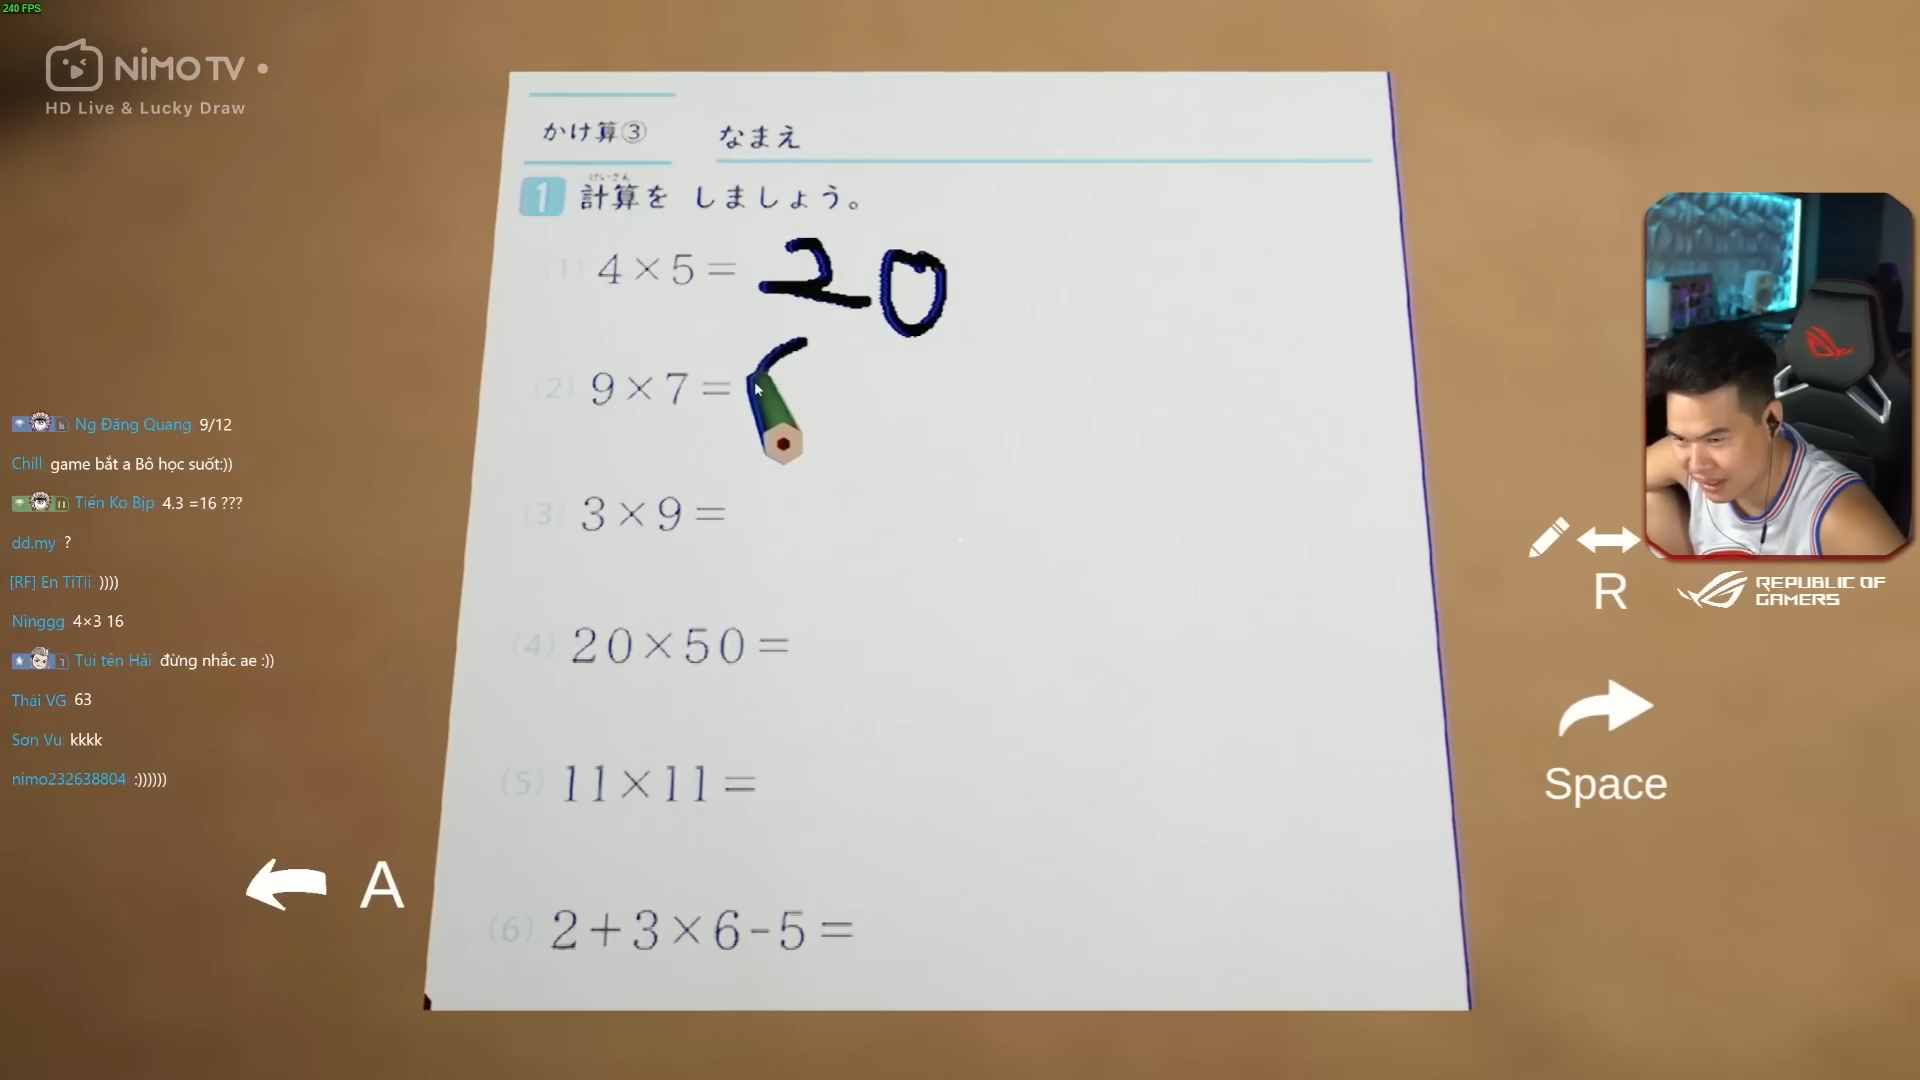 240 FPS
NiMO TV
HD Live & Lucky Draw
かけ算③ なまえ
けいさん
1 計算を しましょう。
(1) 4×5= 20
(2) 9×7=
(3) 3×9=
(4) 20×50=
(5) 11×11=
(6) 2+3×6-5=
Ng Đăng Quang 9/12
Chill game bắt a Bô học suốt:))
Tiến Ko Bịp 4.3 =16 ???
dd.my ?
[RF] En TiTii ))))
Ninggg 4×3 16
Tui tên Hải đừng nhắc ae :))
Thái VG 63
Sơn Vu: kkkk
nimo232638804 :))))))
A
R
Space
REPUBLIC OF
GAMERS